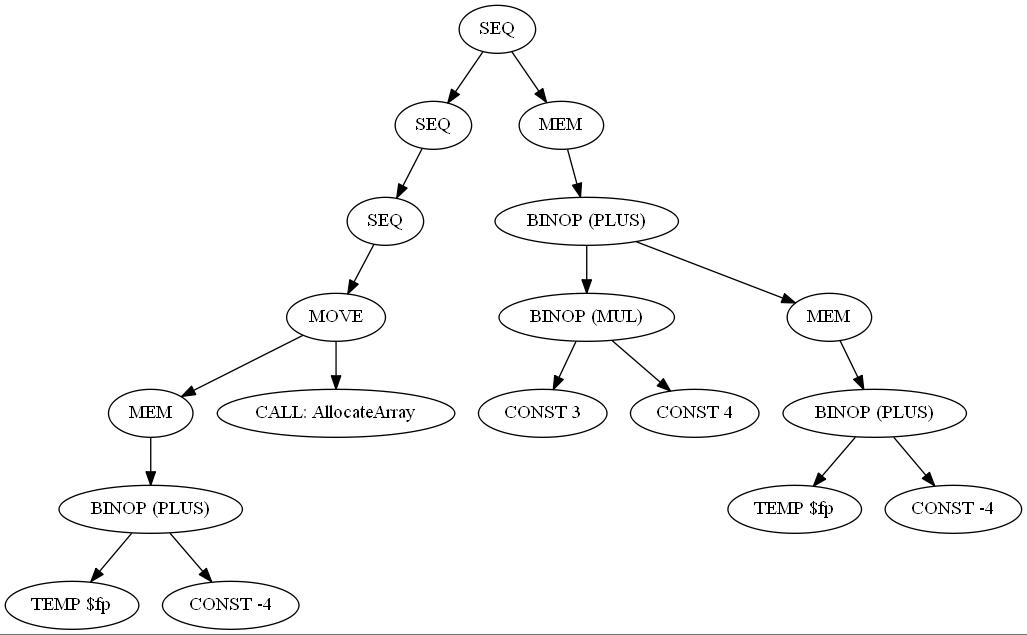 SEQ
SEQ
MEM
SEQ
BINOP (PLUS)
MOVE
BINOP (MUL)
MEM
MEM
CALL: AllocateArray
CONST 3
CONST 4
BINOP (PLUS)
BINOP (PLUS)
TEMP $fp
CONST -4
TEMP $fp
CONST -4